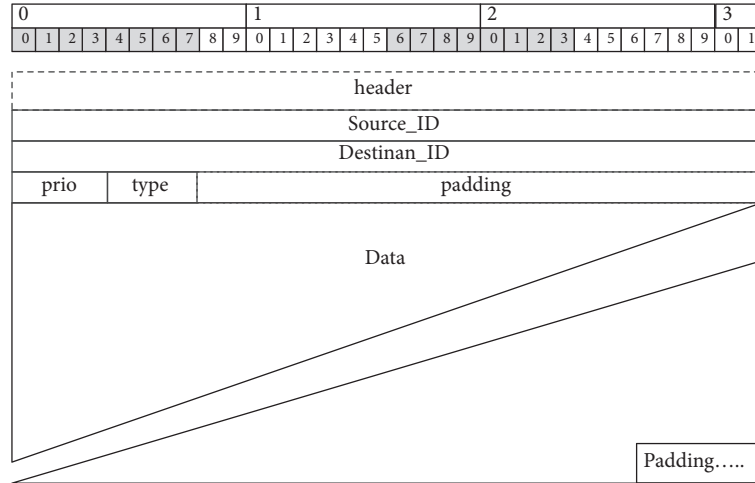 0 1 2 3
0 1 2 3 4 5 6 7 8 9 0 1 2 3 4 5 6 7 8 9 0 1 2 3 4 5 6 7 8 9 0 1
header
Source_ID
Destinan_ID
prio type padding
Data
Padding…..